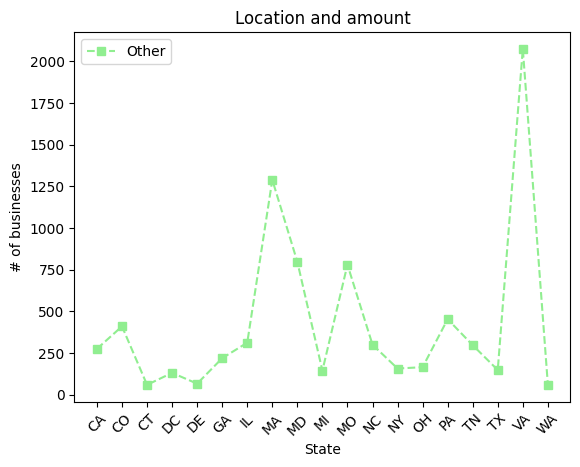 Location and amount
Other
# of businesses
2000
1750
1500
1250
1000
750
500
250
0
CA CO CT DC DE GA IL MA MD MI MO NC NY OH PA TN TX VA WA
State